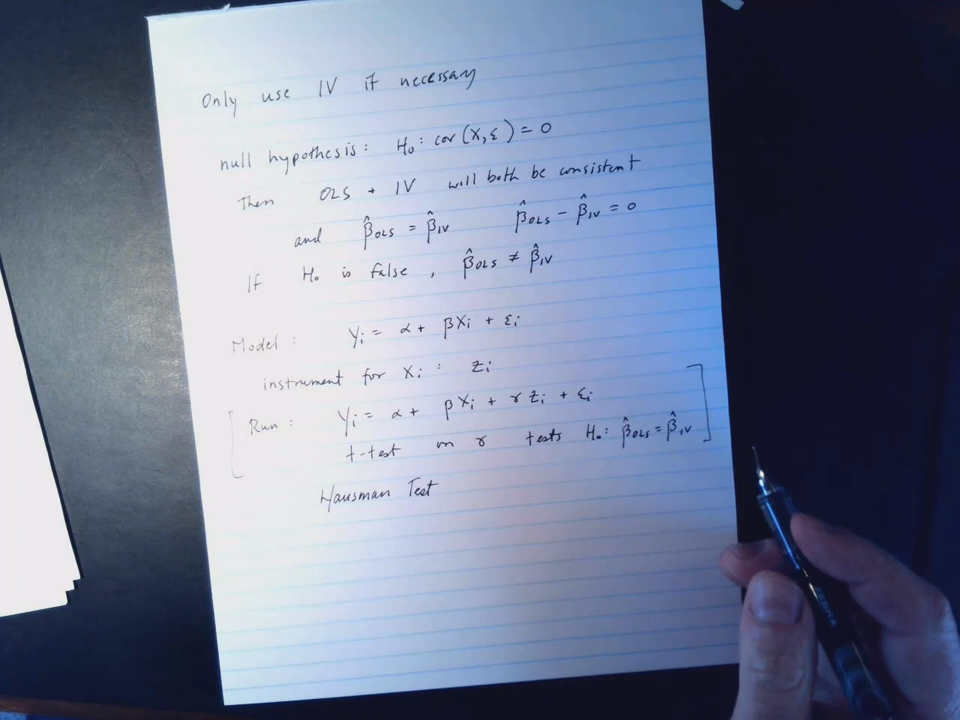 Only use IV if necessary
null hypothesis: H₀: cov(X,ε) = 0
Then OLS + IV will both be consistent
and β̂OLS = β̂IV β̂OLS - β̂IV = 0
If H₀ is false, β̂OLS ≠ β̂IV
Model: Yᵢ = α + βXᵢ + εᵢ
instrument for Xᵢ: Zᵢ
Run: Yᵢ = α + βXᵢ + γZᵢ + εᵢ
t-test on γ tests H₀: β̂OLS = β̂IV
Hausman Test